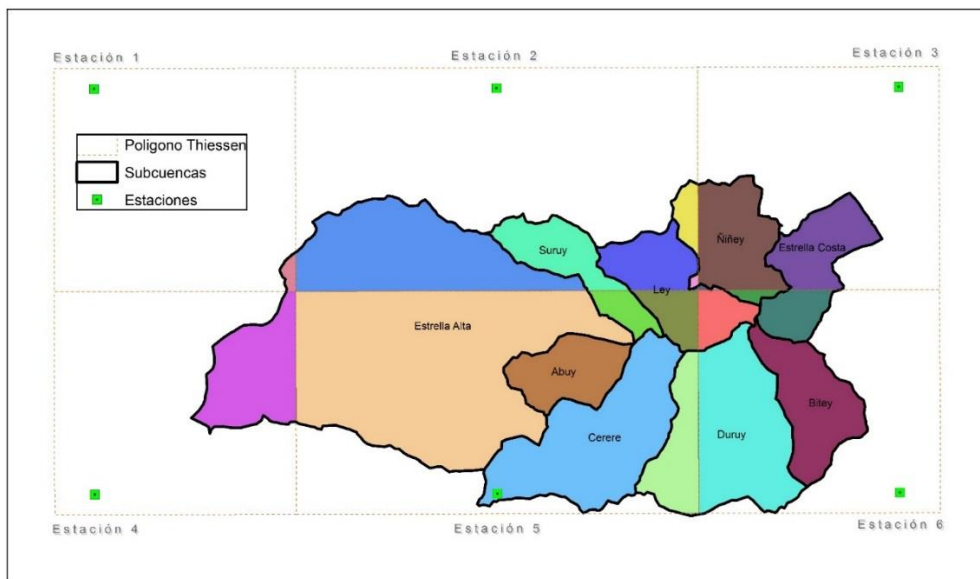 Estación 1
Estación 2
Estación 3
Poligono Thiessen
Subcuencas
Estaciones
Suruy
Ñiñey
Estrella Costa
Ley
Estrella Alta
Abuy
Cerere
Duruy
Bitey
Estación 4
Estación 5
Estación 6